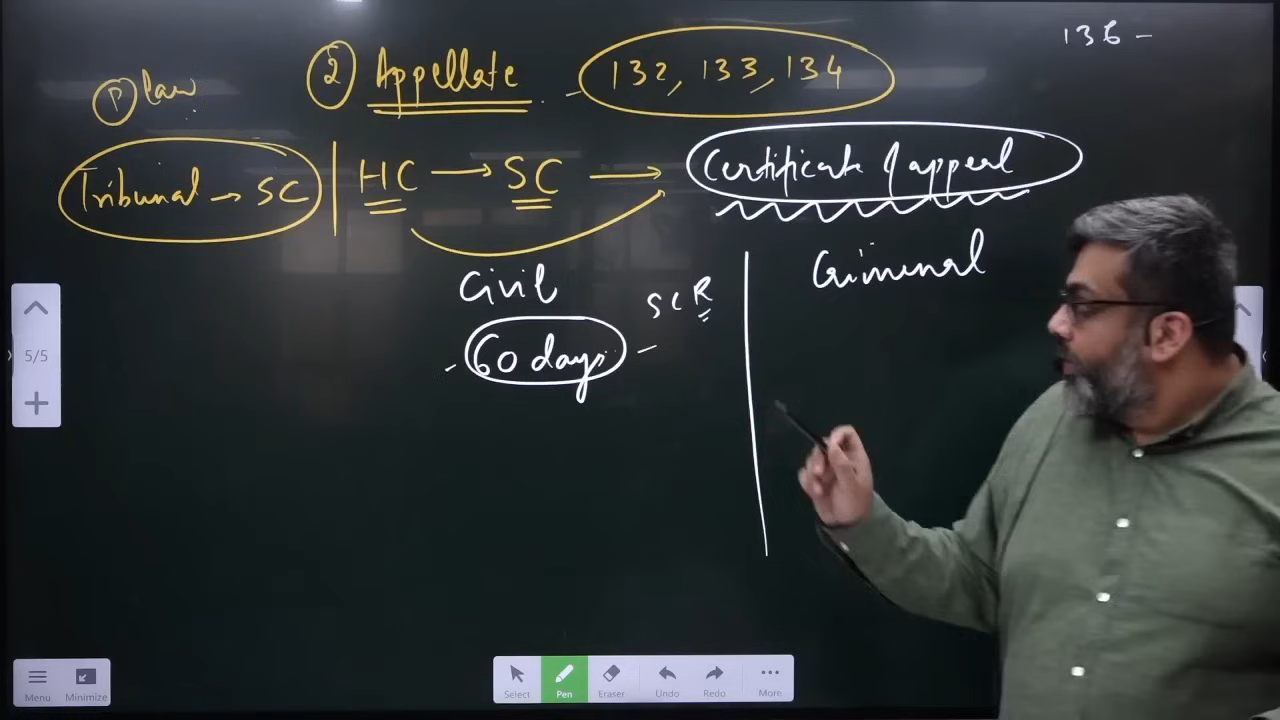 136 -
② Appellate - 132, 133, 134
Ⓟ law
Tribunal → SC | HC → SC → Certificate of appeal
Civil
Criminal
SCR
- 60 days -
5/5
Menu
Minimize
Select
Pen
Eraser
Undo
Redo
More